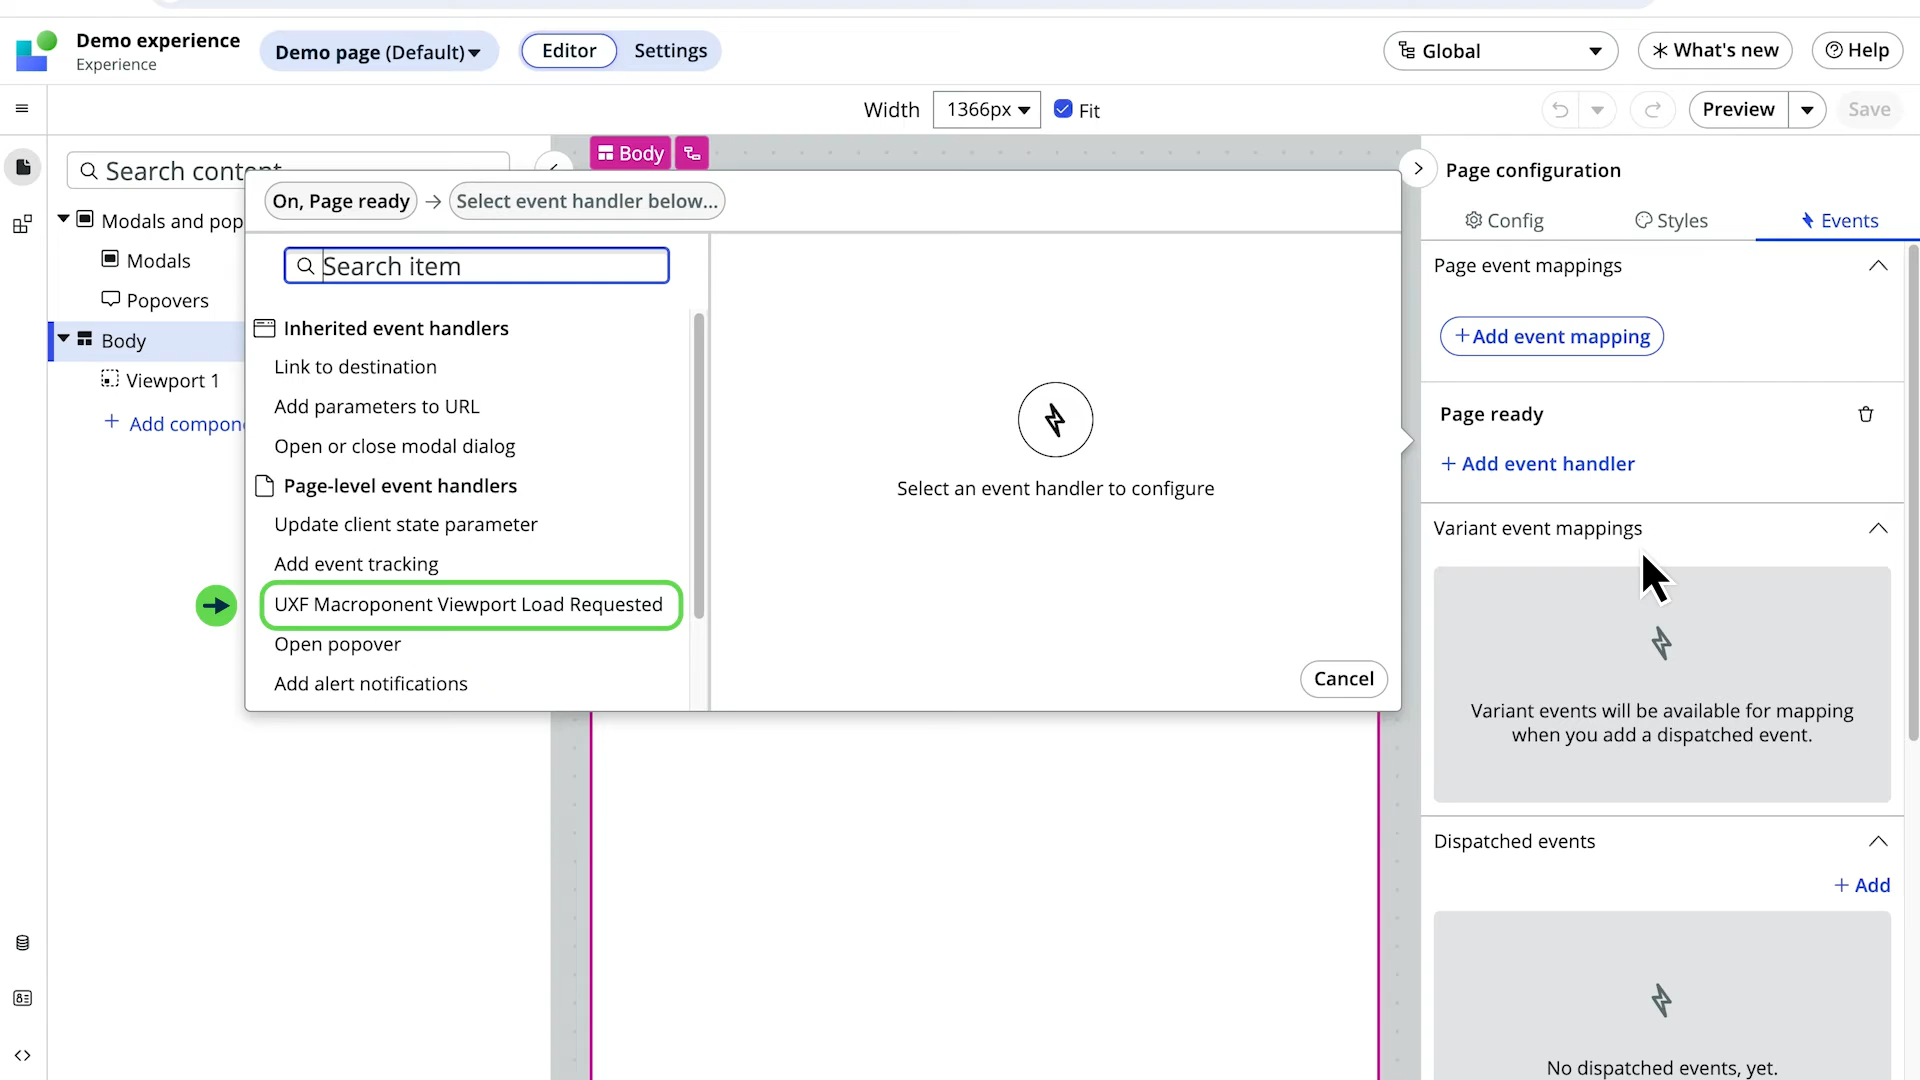 Demo experience
Experience
Demo page (Default)
Editor
Settings
Global
What's new
Help
Width
1366px
Fit
Preview
Save
Search content
Modals and pop
Modals
Popovers
Body
Viewport 1
+ Add compon
Body
On, Page ready → Select event handler below...
Search item
Inherited event handlers
Link to destination
Add parameters to URL
Open or close modal dialog
Page-level event handlers
Update client state parameter
Add event tracking
UXF Macroponent Viewport Load Requested
Open popover
Add alert notifications
Select an event handler to configure
Cancel
Page configuration
Config
Styles
Events
Page event mappings
+ Add event mapping
Page ready
+ Add event handler
Variant event mappings
Variant events will be available for mapping
when you add a dispatched event.
Dispatched events
+ Add
No dispatched events, yet.